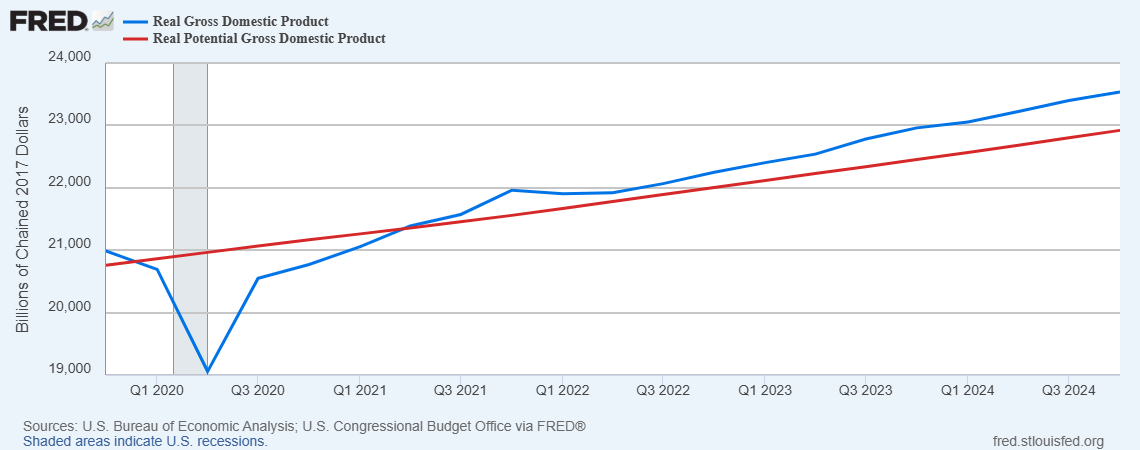 FRED
Real Gross Domestic Product
Real Potential Gross Domestic Product
Billions of Chained 2017 Dollars
24,000
23,000
22,000
21,000
20,000
19,000
Q1 2020 Q3 2020 Q1 2021 Q3 2021 Q1 2022 Q3 2022 Q1 2023 Q3 2023 Q1 2024 Q3 2024
Sources: U.S. Bureau of Economic Analysis; U.S. Congressional Budget Office via FRED®
Shaded areas indicate U.S. recessions.
fred.stlouisfed.org